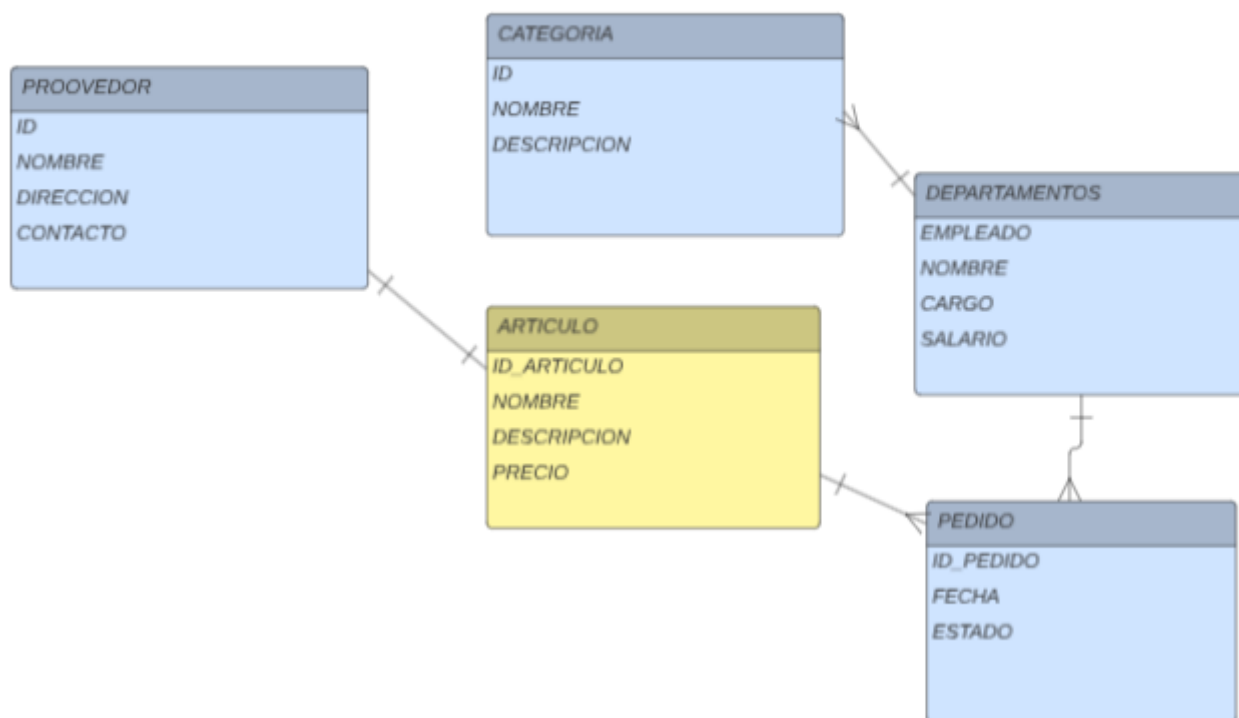 PROOVEDOR
ID
NOMBRE
DIRECCION
CONTACTO
CATEGORIA
ID
NOMBRE
DESCRIPCION
DEPARTAMENTOS
EMPLEADO
NOMBRE
CARGO
SALARIO
ARTICULO
ID_ARTICULO
NOMBRE
DESCRIPCION
PRECIO
PEDIDO
ID_PEDIDO
FECHA
ESTADO